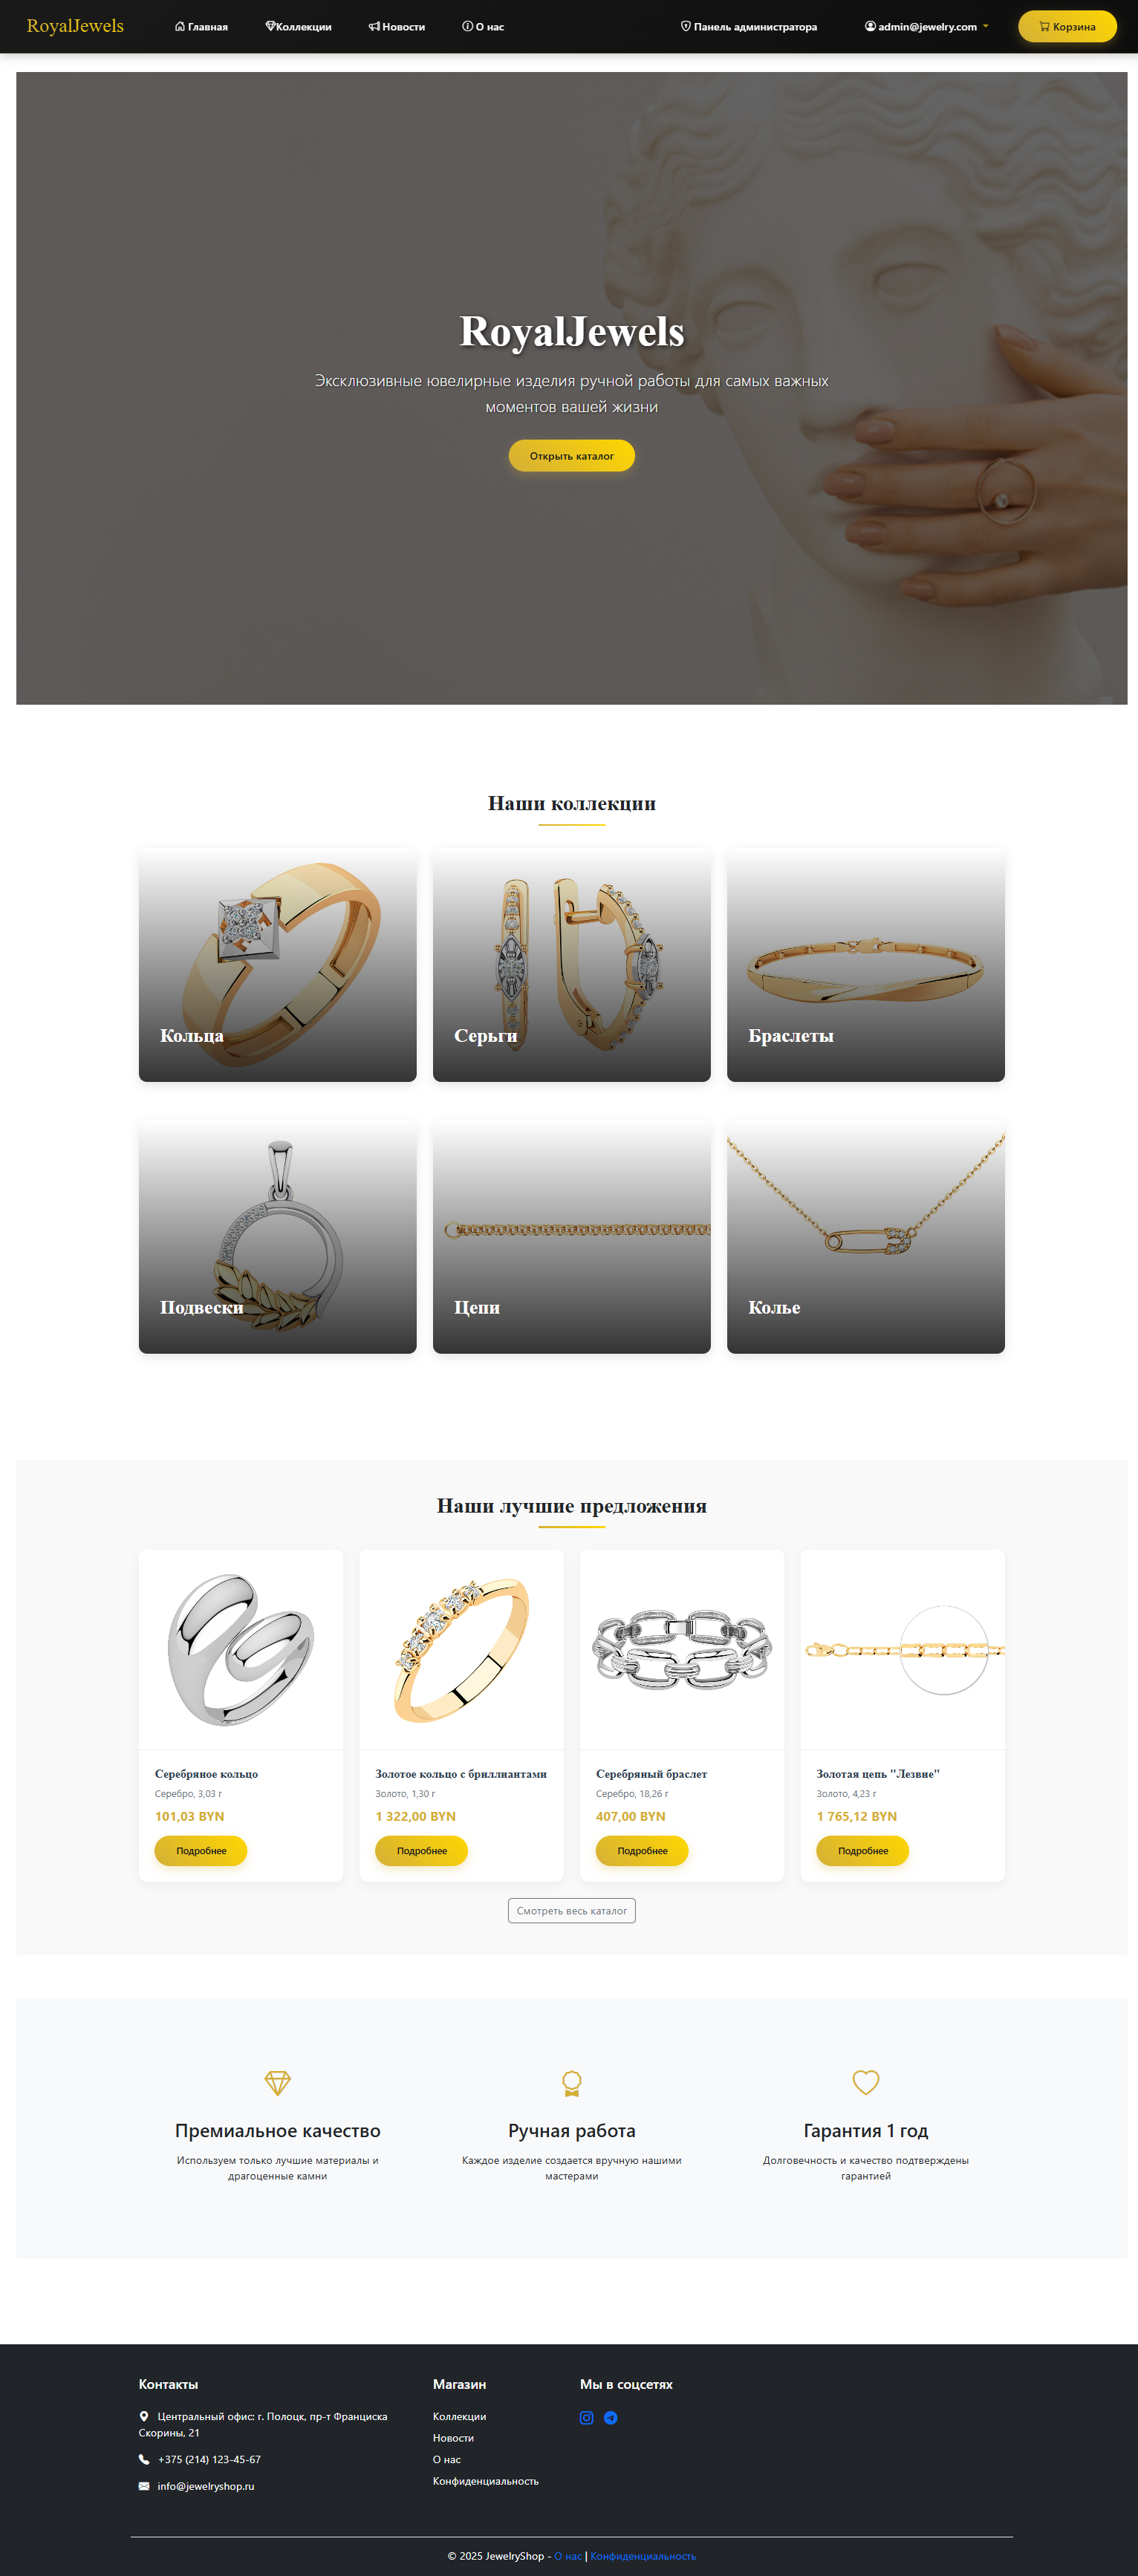 RoyalJewels
Главная
Коллекции
Новости
О нас
Панель администратора
admin@jewelry.com
Корзина
RoyalJewels
Эксклюзивные ювелирные изделия ручной работы для самых важных
моментов вашей жизни
Открыть каталог
Наши коллекции
Кольца
Серьги
Браслеты
Подвески
Цепи
Колье
Наши лучшие предложения
Серебряное кольцо
Серебро, 3,03 г
101,03 BYN
Подробнее
Золотое кольцо с бриллиантами
Золото, 1,30 г
1 322,00 BYN
Подробнее
Серебряный браслет
Серебро, 18,26 г
407,00 BYN
Подробнее
Золотая цепь "Лезвие"
Золото, 4,23 г
1 765,12 BYN
Подробнее
Смотреть весь каталог
Премиальное качество
Используем только лучшие материалы и
драгоценные камни
Ручная работа
Каждое изделие создается вручную нашими
мастерами
Гарантия 1 год
Долговечность и качество подтверждены
гарантией
Контакты
Центральный офис: г. Полоцк, пр-т Франциска
Скорины, 21
+375 (214) 123-45-67
info@jewelryshop.ru
Магазин
Коллекции
Новости
О нас
Конфиденциальность
Мы в соцсетях
© 2025 JewelryShop - О нас | Конфиденциальность